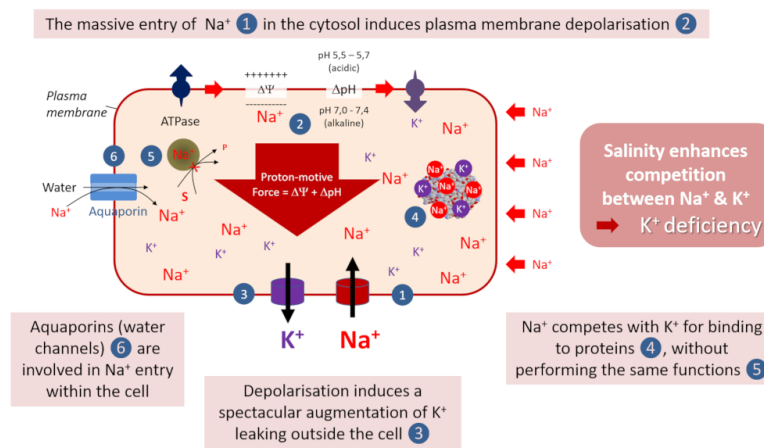 The massive entry of Na⁺ 1 in the cytosol induces plasma membrane depolarisation 2
pH 5,5 – 5,7
(acidic)
+++++++
ΔΨ
ΔpH
----------
pH 7,0 - 7,4
(alkaline)
Plasma
membrane
ATPase
Na⁺
2
K⁺
Na⁺
Na⁺
6
5
Na⁺
P
S
Water
Na⁺
Aquaporin
Na⁺
Proton-motive
Force = ΔΨ + ΔpH
K⁺
Na⁺
Na⁺
K⁺
K⁺
Na⁺
Na⁺
K⁺
4
Na⁺
Na⁺
Na⁺
Salinity enhances
competition
between Na⁺ & K⁺
K⁺ deficiency
K⁺
K⁺
K⁺
Na⁺
K⁺
Na⁺
K⁺
Na⁺
K⁺
Na⁺
3
1
K⁺
Na⁺
Aquaporins (water
channels) 6 are
involved in Na⁺ entry
within the cell
Depolarisation induces a
spectacular augmentation of K⁺
leaking outside the cell 3
Na⁺ competes with K⁺ for binding
to proteins 4, without
performing the same functions 5